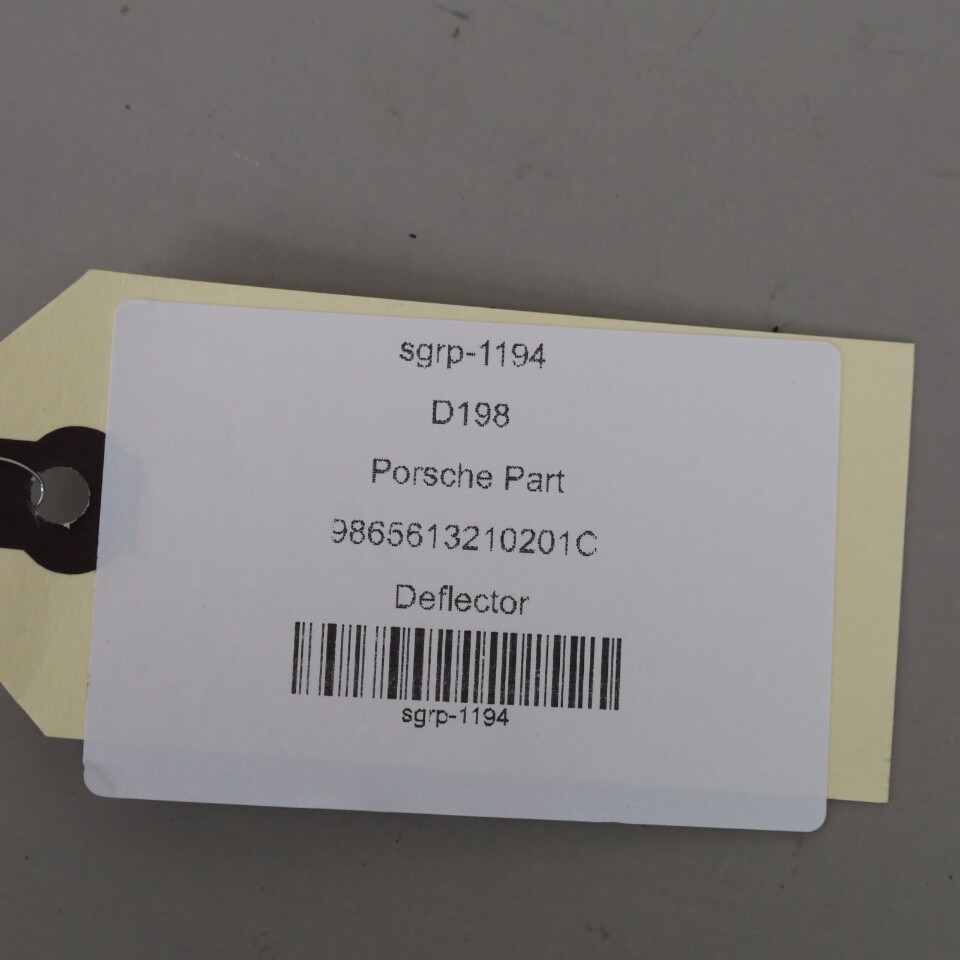 sgrp-1194
D198
Porsche Part
9865613210201C
Deflector
sgrp-1194